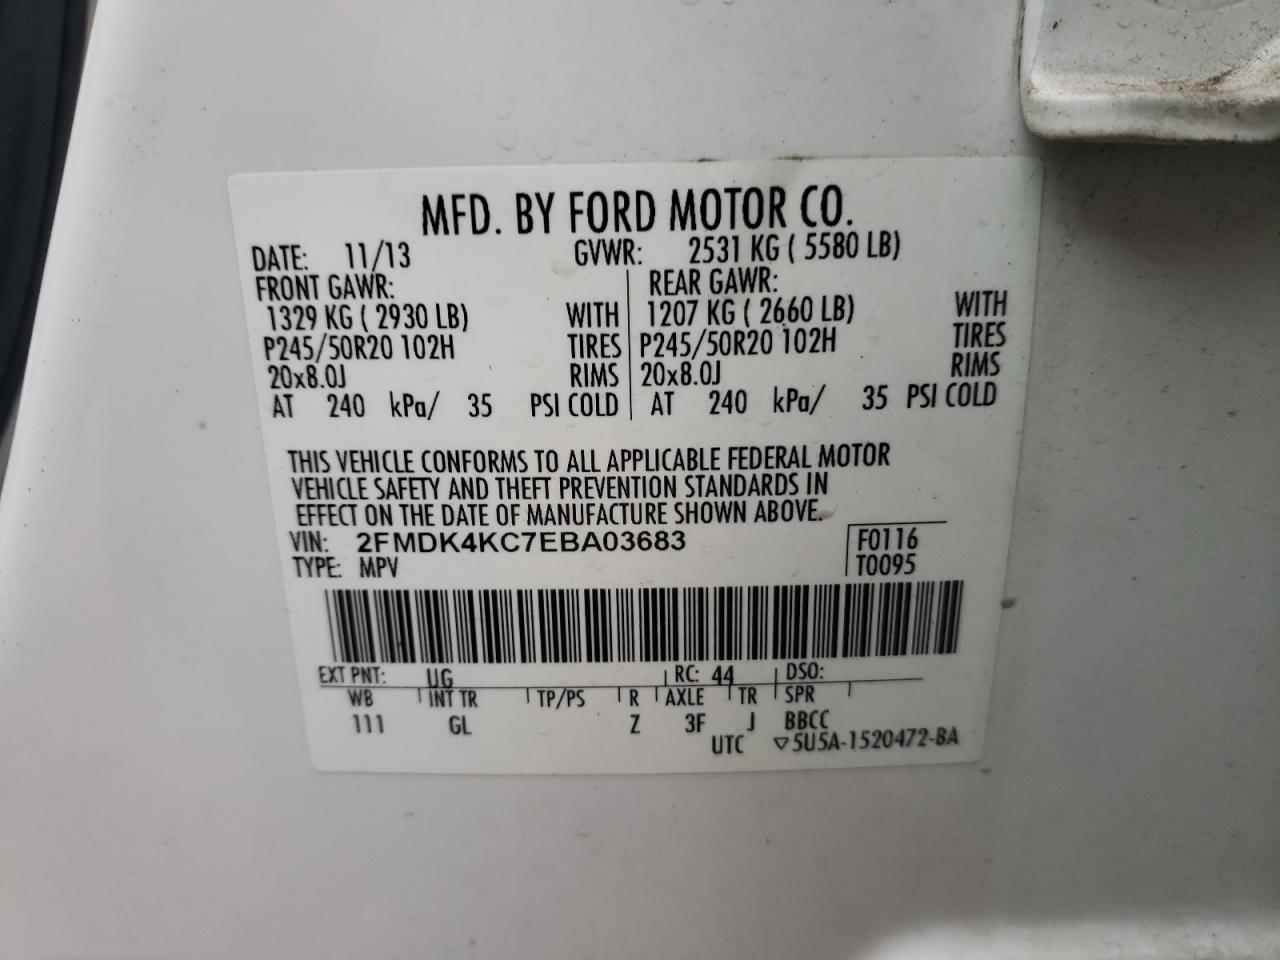 MFD. BY FORD MOTOR CO.
DATE: 11/13 GVWR: 2531 KG ( 5580 LB)
FRONT GAWR: REAR GAWR:
1329 KG ( 2930 LB) WITH 1207 KG ( 2660 LB) WITH
P245/50R20 102H TIRES P245/50R20 102H TIRES
20x8.0J RIMS 20x8.0J RIMS
AT 240 kPa/ 35 PSI COLD AT 240 kPa/ 35 PSI COLD
THIS VEHICLE CONFORMS TO ALL APPLICABLE FEDERAL MOTOR
VEHICLE SAFETY AND THEFT PREVENTION STANDARDS IN
EFFECT ON THE DATE OF MANUFACTURE SHOWN ABOVE.
VIN: 2FMDK4KC7EBA03683 F0116
TYPE: MPV T0095
EXT PNT: UG RC: 44 DSO:
WB INT TR TP/PS R AXLE TR SPR
111 GL Z 3F J BBCC
UTC ▽5U5A-1520472-BA